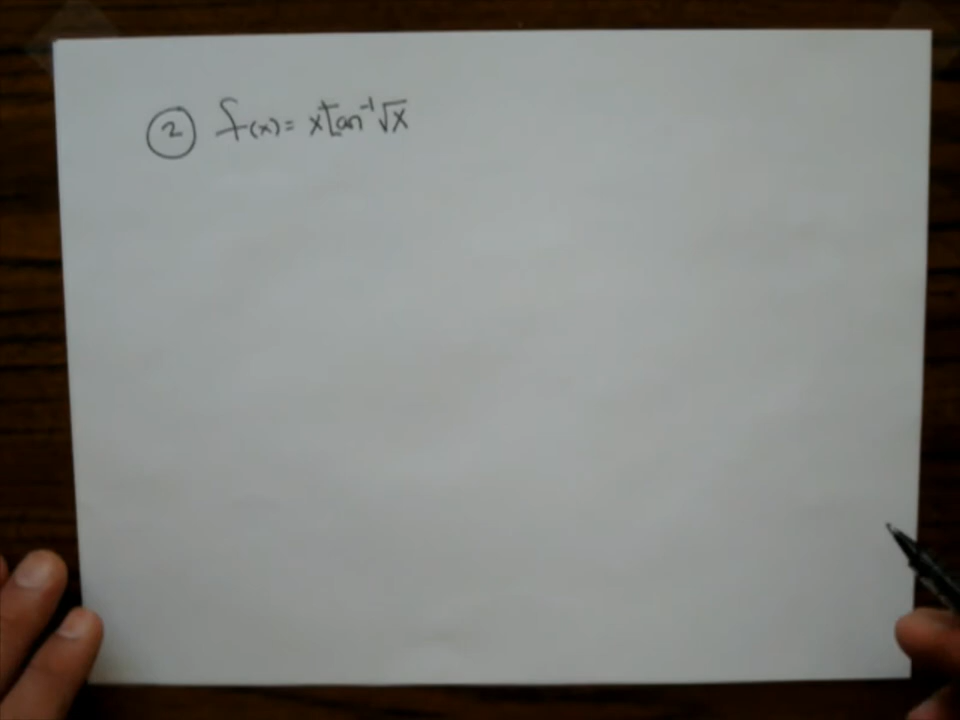 ② f(x) = x tan⁻¹ √x